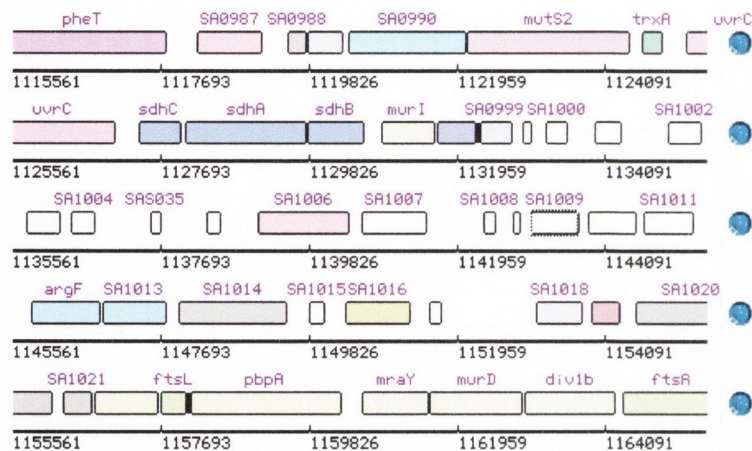 pheT SA0987 SA0988 SA0990 mutS2 trxA uvrC
1115561 1117693 1119826 1121959 1124091
uvrC sdhC sdhA sdhB murI SA0999 SA1000 SA1002
1125561 1127693 1129826 1131959 1134091
SA1004 SAS035 SA1006 SA1007 SA1008 SA1009 SA1011
1135561 1137693 1139826 1141959 1144091
argF SA1013 SA1014 SA1015 SA1016 SA1018 SA1020
1145561 1147693 1149826 1151959 1154091
SA1021 ftsL pbpA mraY murD div1b ftsA
1155561 1157693 1159826 1161959 1164091